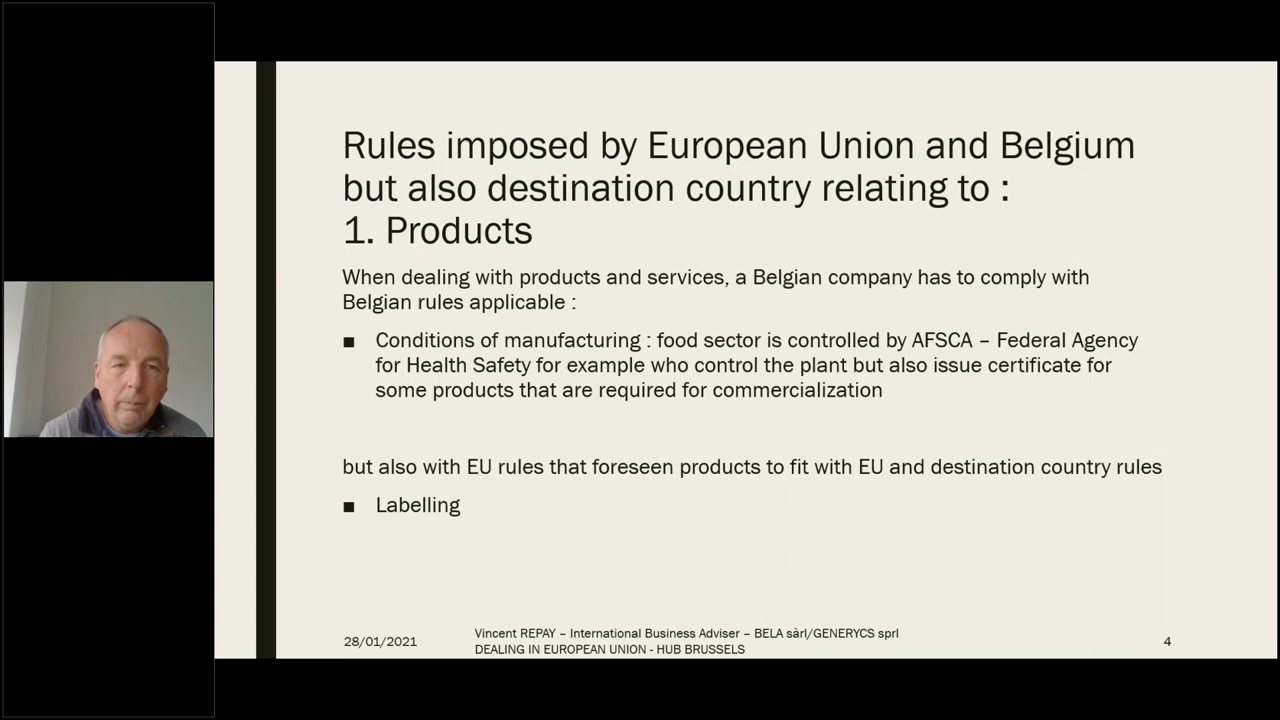 Rules imposed by European Union and Belgium
but also destination country relating to :
1. Products
When dealing with products and services, a Belgian company has to comply with
Belgian rules applicable :
■ Conditions of manufacturing : food sector is controlled by AFSCA – Federal Agency
for Health Safety for example who control the plant but also issue certificate for
some products that are required for commercialization
but also with EU rules that foreseen products to fit with EU and destination country rules
■ Labelling
28/01/2021
Vincent REPAY – International Business Adviser – BELA sàrl/GENERYCS sprl
DEALING IN EUROPEAN UNION - HUB BRUSSELS
4